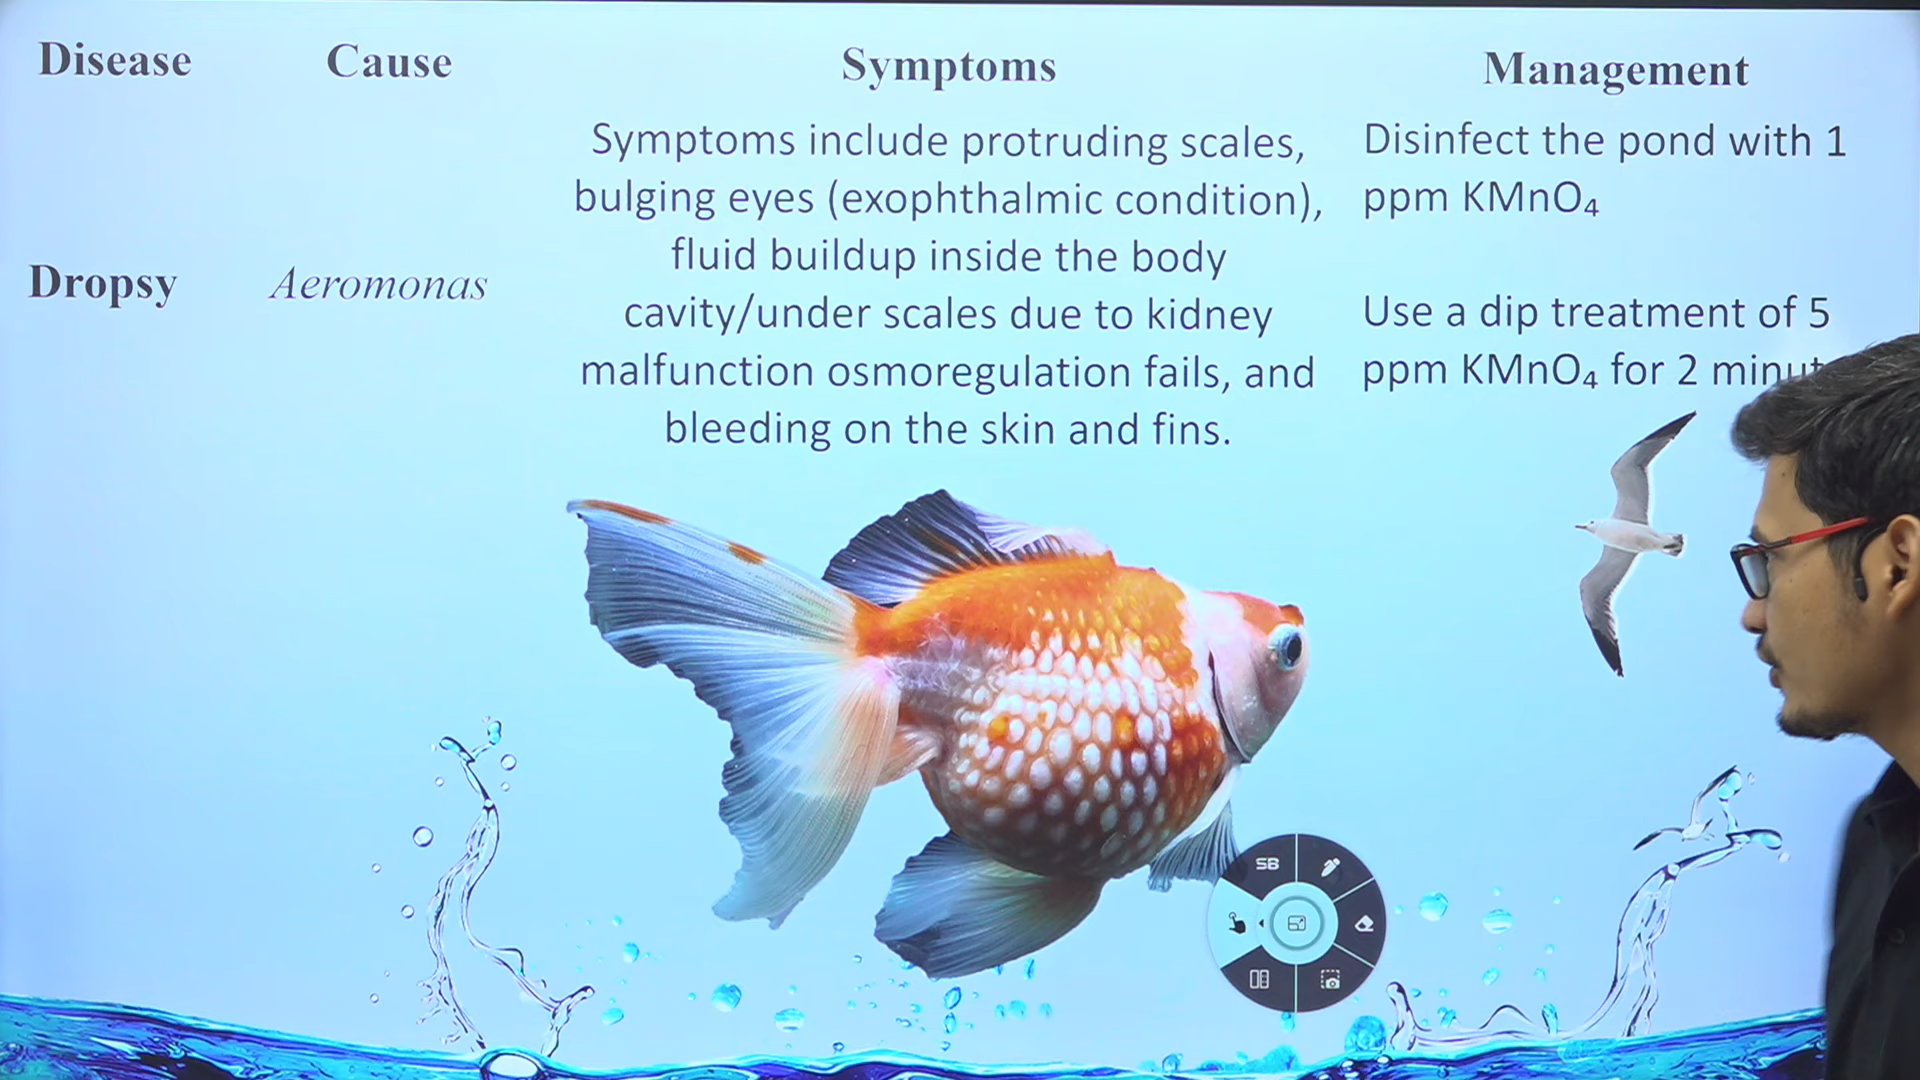 Disease Cause Symptoms Management
Symptoms include protruding scales,
bulging eyes (exophthalmic condition),
fluid buildup inside the body
cavity/under scales due to kidney
malfunction osmoregulation fails, and
bleeding on the skin and fins.
Disinfect the pond with 1
ppm KMnO₄
Dropsy Aeromonas
Use a dip treatment of 5
ppm KMnO₄ for 2
SB